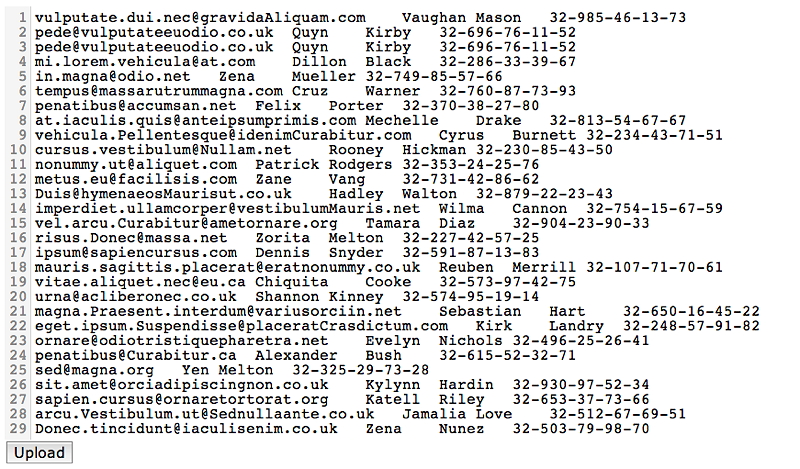 1 vulputate.dui.nec@gravidaAliquam.com Vaughan Mason 32-985-46-13-73
2 pede@vulputateeuodio.co.uk Quyn Kirby 32-696-76-11-52
3 pede@vulputateeuodio.co.uk Quyn Kirby 32-696-76-11-52
4 mi.lorem.vehicula@at.com Dillon Black 32-286-33-39-67
5 in.magna@odio.net Zena Mueller 32-749-85-57-66
6 tempus@massarutrummagna.com Cruz Warner 32-760-87-73-93
7 penatibus@accumsan.net Felix Porter 32-370-38-27-80
8 at.iaculis.quis@anteipsumprimis.com Mechelle Drake 32-813-54-67-67
9 vehicula.Pellentesque@idenimCurabitur.com Cyrus Burnett 32-234-43-71-51
10 cursus.vestibulum@Nullam.net Rooney Hickman 32-230-85-43-50
11 nonummy.ut@aliquet.com Patrick Rodgers 32-353-24-25-76
12 metus.eu@facilisis.com Zane Vang 32-731-42-86-62
13 Duis@hymenaeosMaurisut.co.uk Hadley Walton 32-879-22-23-43
14 imperdiet.ullamcorper@vestibulumMauris.net Wilma Cannon 32-754-15-67-59
15 vel.arcu.Curabitur@ametornare.org Tamara Diaz 32-904-23-90-33
16 risus.Donec@massa.net Zorita Melton 32-227-42-57-25
17 ipsum@sapiencursus.com Dennis Snyder 32-591-87-13-83
18 mauris.sagittis.placerat@eratnonummy.co.uk Reuben Merrill 32-107-71-70-61
19 vitae.aliquet.nec@eu.ca Chiquita Cooke 32-573-97-42-75
20 urna@acliberonec.co.uk Shannon Kinney 32-574-95-19-14
21 magna.Praesent.interdum@variusorciin.net Sebastian Hart 32-650-16-45-22
22 eget.ipsum.Suspendisse@placeratCrasdictum.com Kirk Landry 32-248-57-91-82
23 ornare@odiotristiquepharetra.net Evelyn Nichols 32-496-25-26-41
24 penatibus@Curabitur.ca Alexander Bush 32-615-52-32-71
25 sed@magna.org Yen Melton 32-325-29-73-28
26 sit.amet@orciadipiscingnon.co.uk Kylynn Hardin 32-930-97-52-34
27 sapien.cursus@ornaretortorat.org Katell Riley 32-653-37-73-66
28 arcu.Vestibulum.ut@Sednullaante.co.uk Jamalia Love 32-512-67-69-51
29 Donec.tincidunt@iaculisenim.co.uk Zena Nunez 32-503-79-98-70
Upload